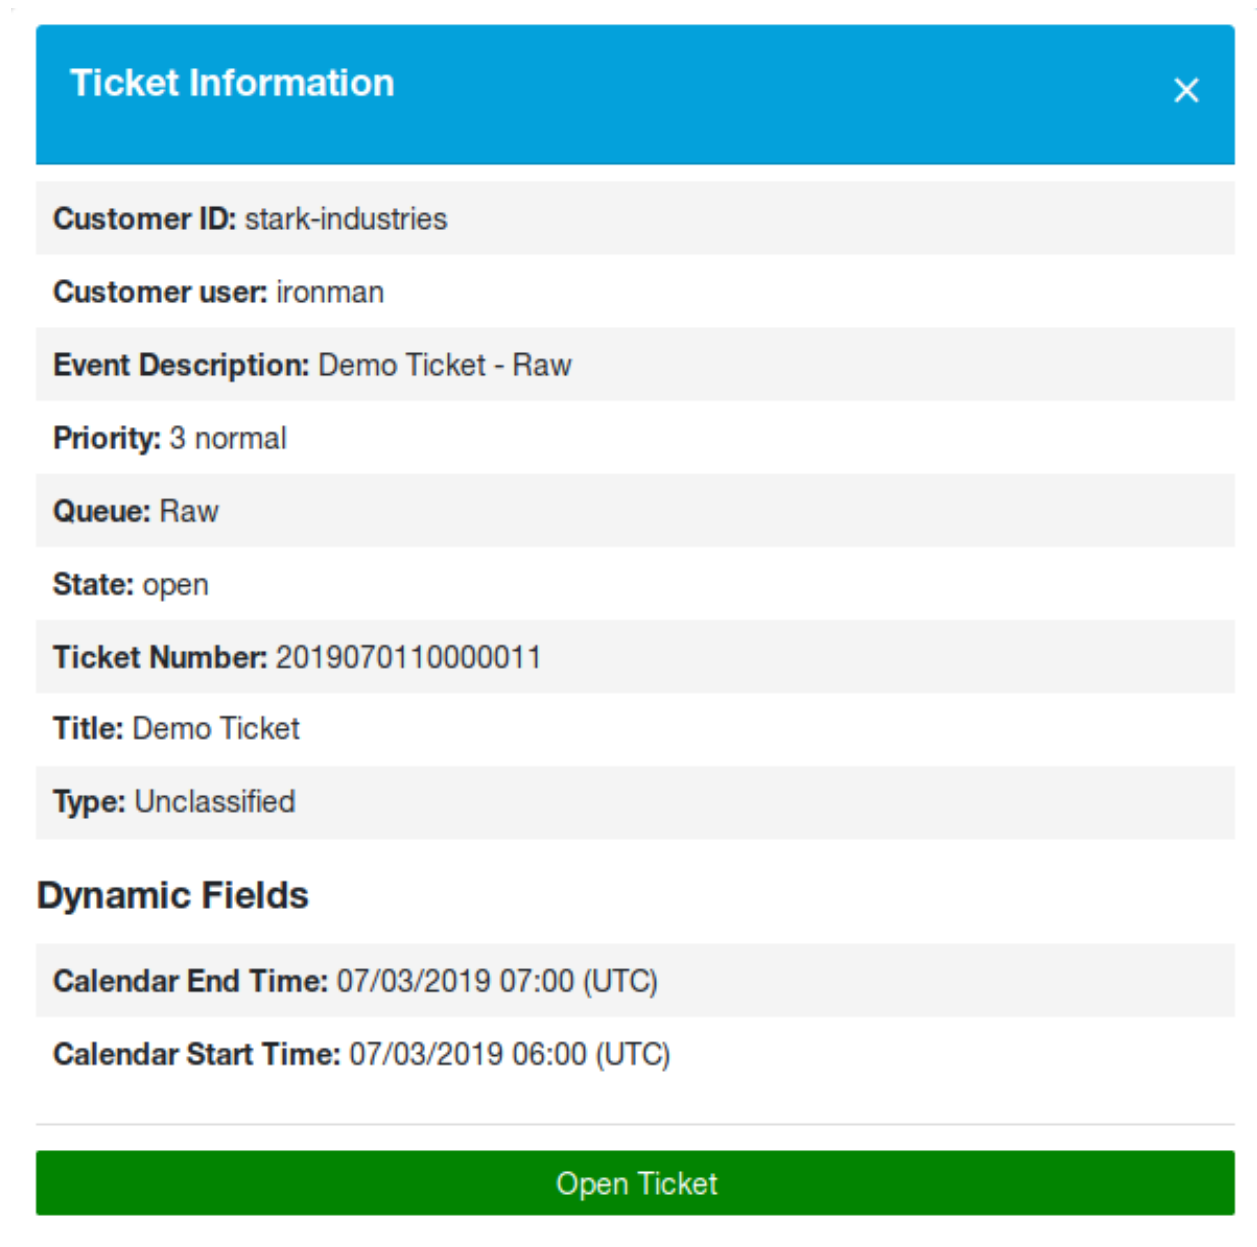 Ticket Information
Customer ID: stark-industries
Customer user: ironman
Event Description: Demo Ticket - Raw
Priority: 3 normal
Queue: Raw
State: open
Ticket Number: 2019070110000011
Title: Demo Ticket
Type: Unclassified
Dynamic Fields
Calendar End Time: 07/03/2019 07:00 (UTC)
Calendar Start Time: 07/03/2019 06:00 (UTC)
Open Ticket